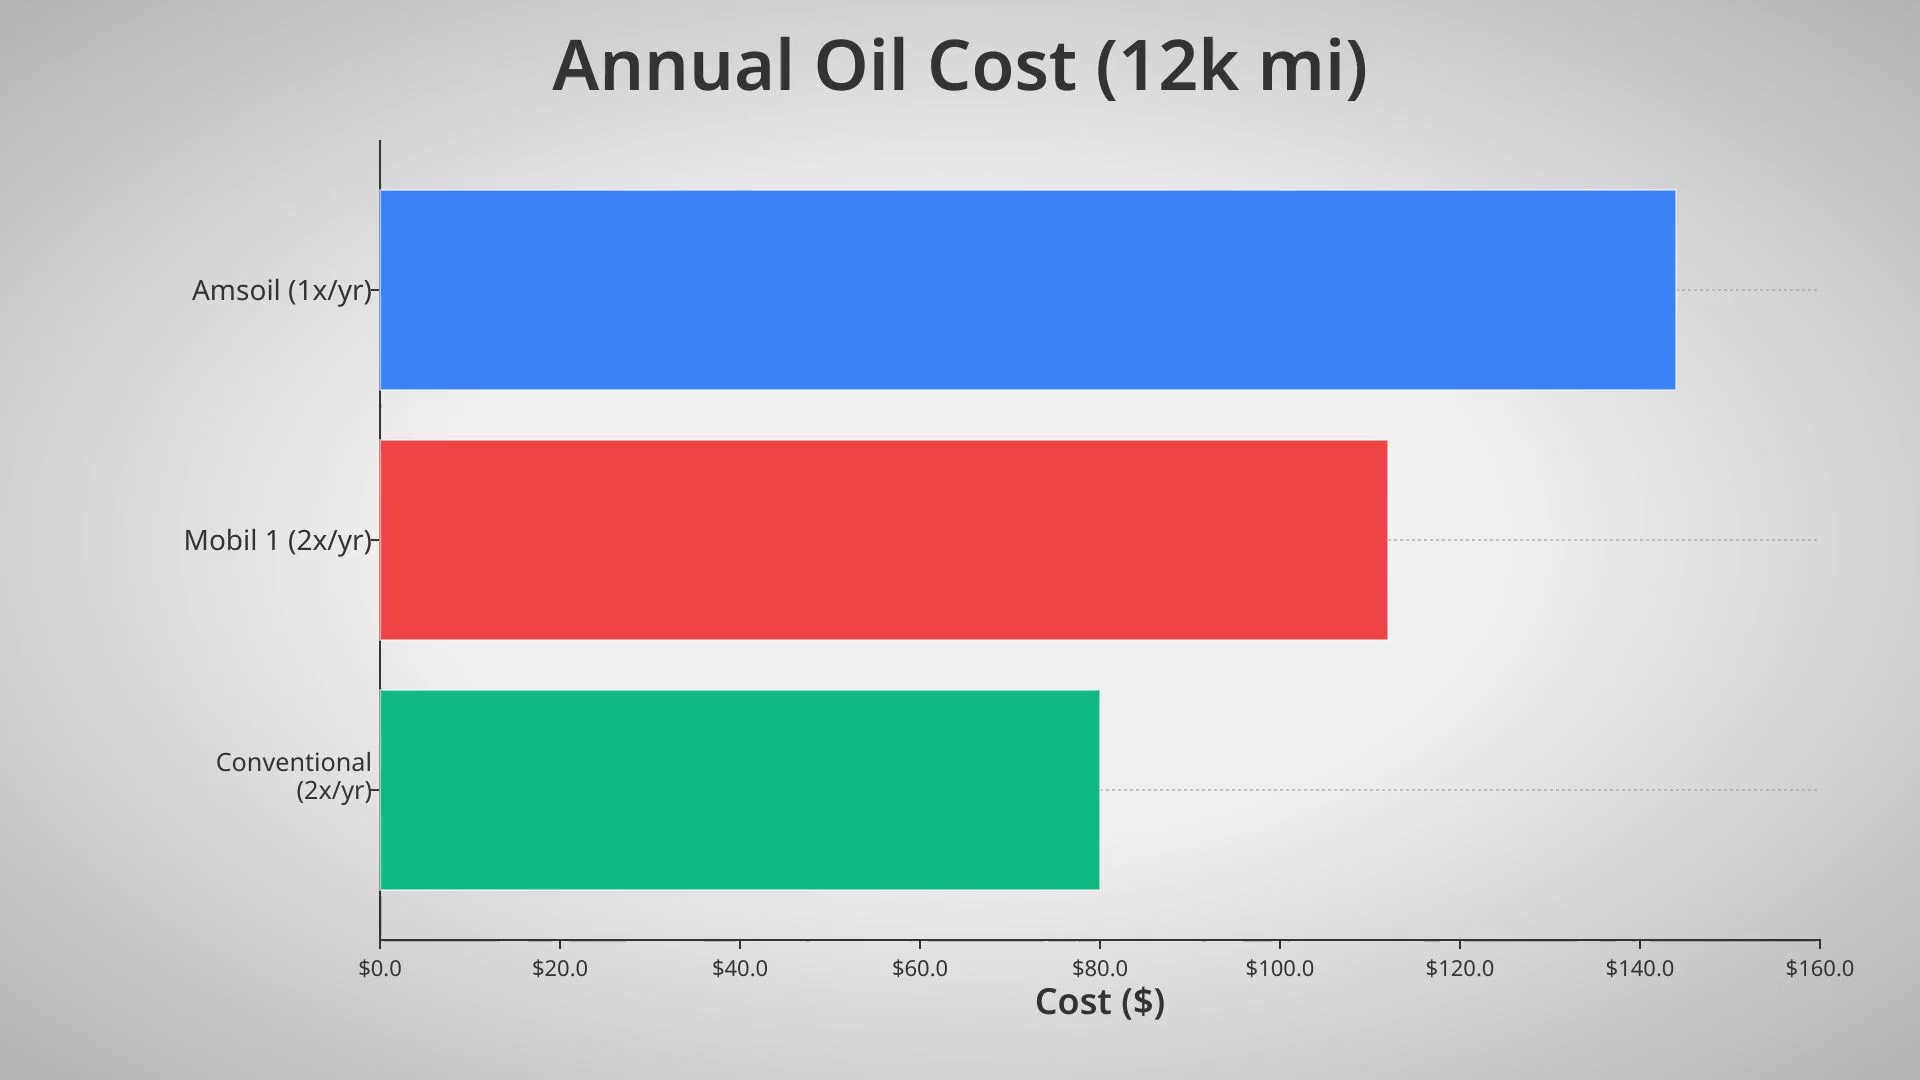 Annual Oil Cost (12k mi)
Amsoil (1x/yr)
Mobil 1 (2x/yr)
Conventional
(2x/yr)
$0.0 $20.0 $40.0 $60.0 $80.0 $100.0 $120.0 $140.0 $160.0
Cost ($)